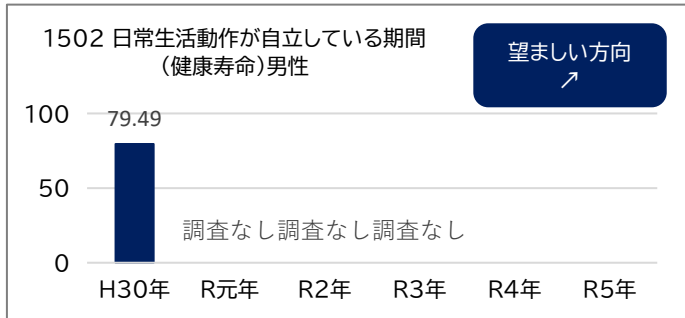 1502 日常生活動作が自立している期間
（健康寿命）男性
望ましい方向
↗
100
79.49
50
調査なし調査なし調査なし
0
H30年 R元年 R2年 R3年 R4年 R5年